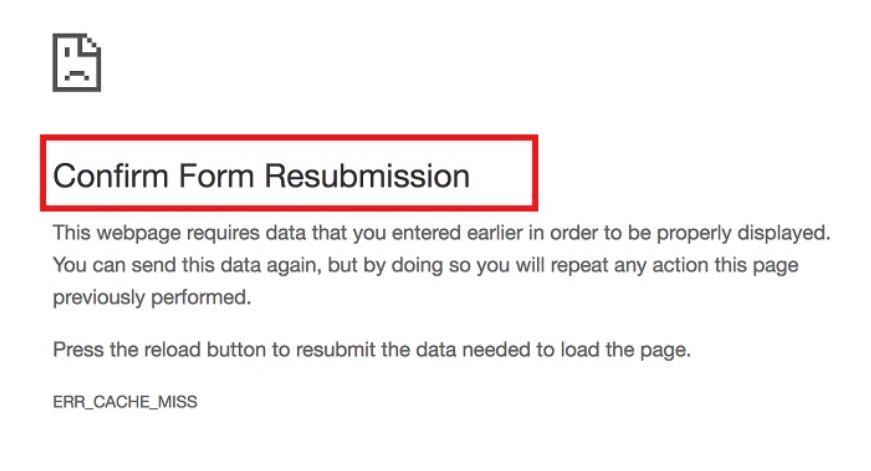 Confirm Form Resubmission
This webpage requires data that you entered earlier in order to be properly displayed.
You can send this data again, but by doing so you will repeat any action this page
previously performed.
Press the reload button to resubmit the data needed to load the page.
ERR_CACHE_MISS